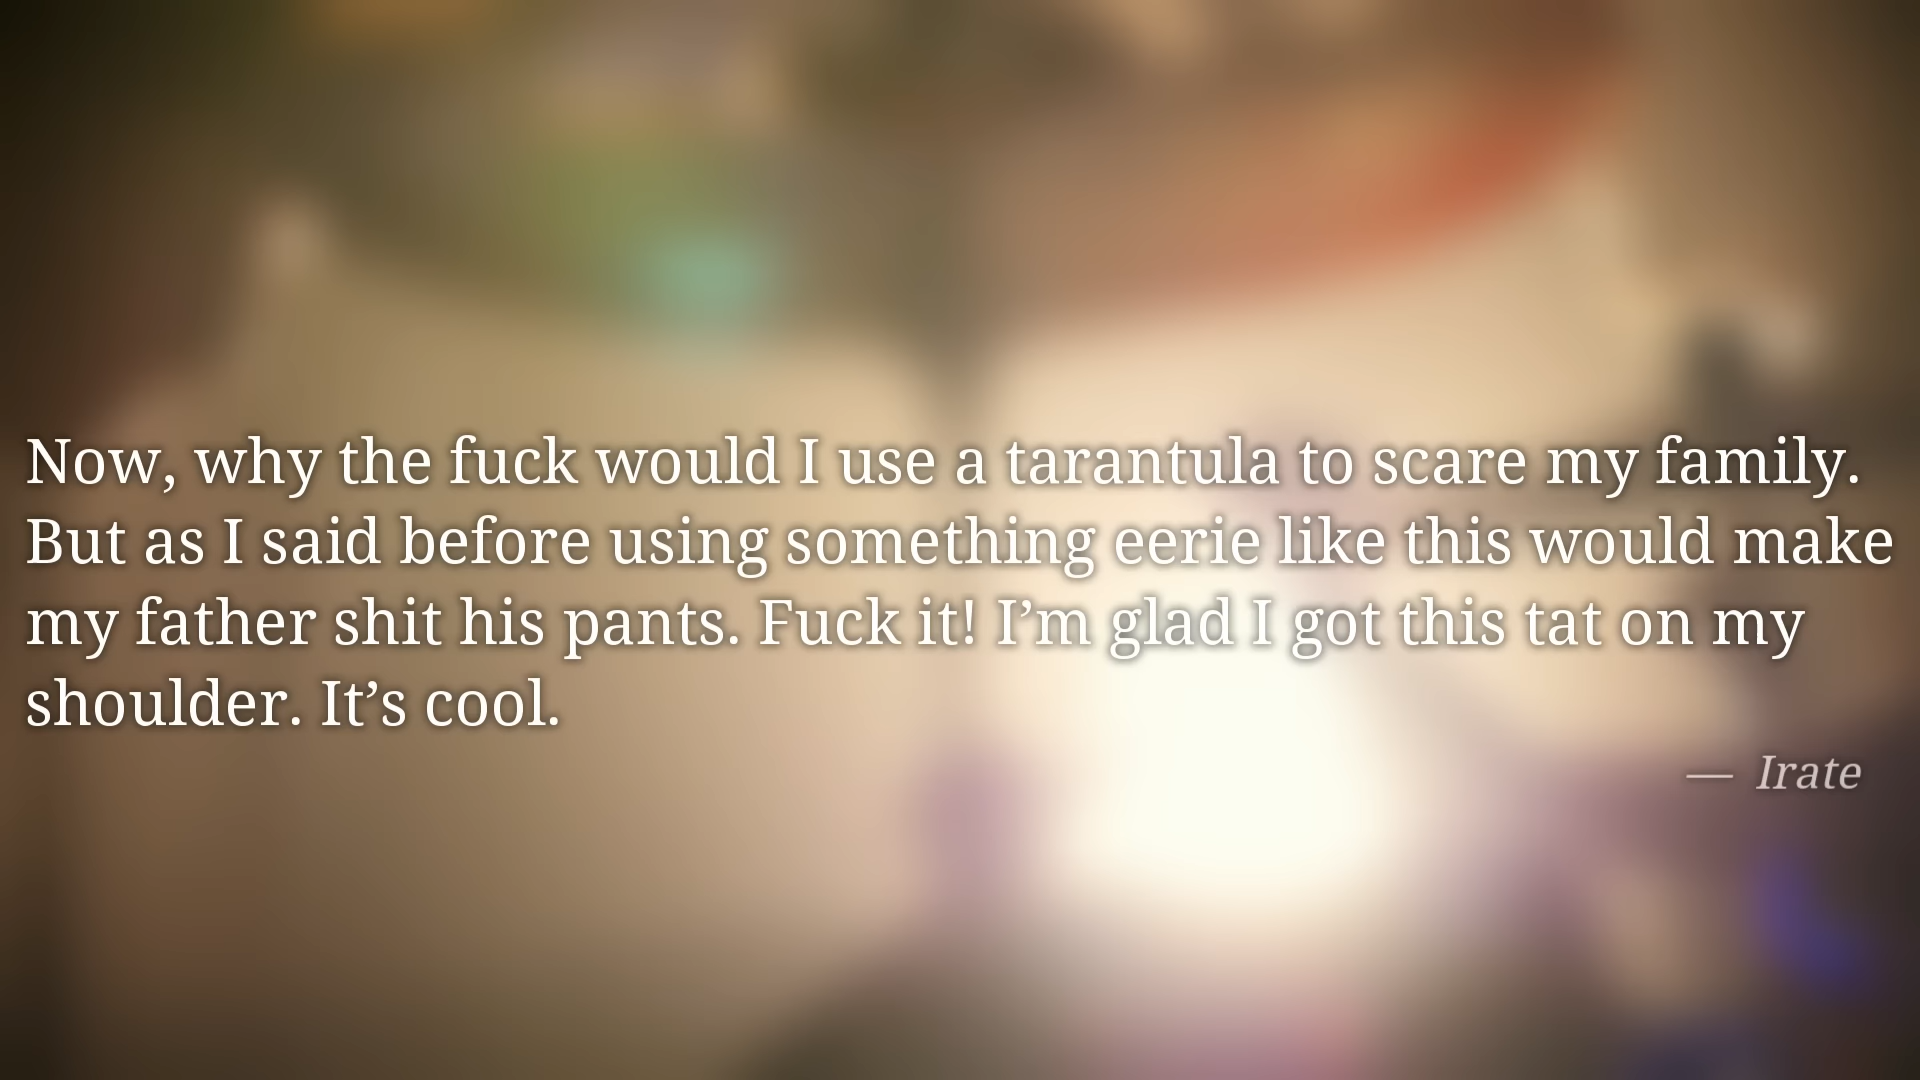 Now, why the fuck would I use a tarantula to scare my family.
But as I said before using something eerie like this would make
my father shit his pants. Fuck it! I’m glad I got this tat on my
shoulder. It’s cool.
— Irate